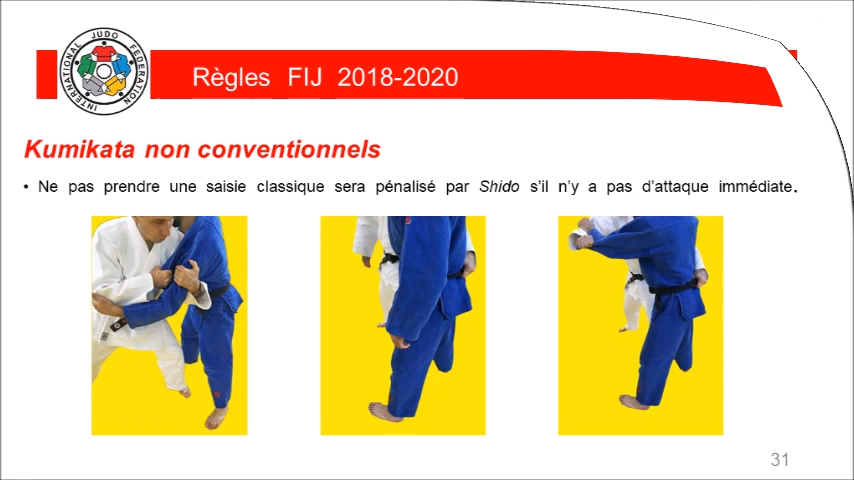 INTERNATIONAL JUDO FEDERATION
Règles FIJ 2018-2020
Kumikata non conventionnels
• Ne pas prendre une saisie classique sera pénalisé par Shido s'il n'y a pas d'attaque immédiate.
31